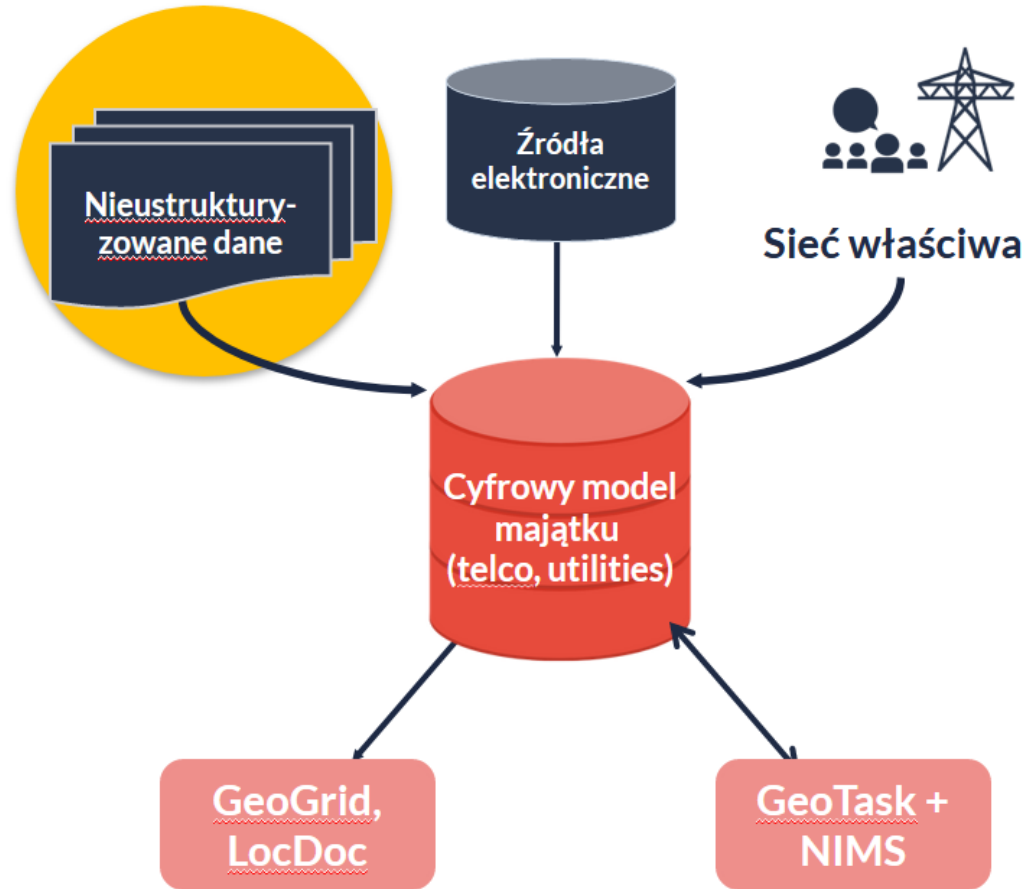 Nieustruktury-
zowane dane
Źródła
elektroniczne
Sieć właściwa
Cyfrowy model
majątku
(telco, utilities)
GeoGrid,
LocDoc
GeoTask +
NIMS